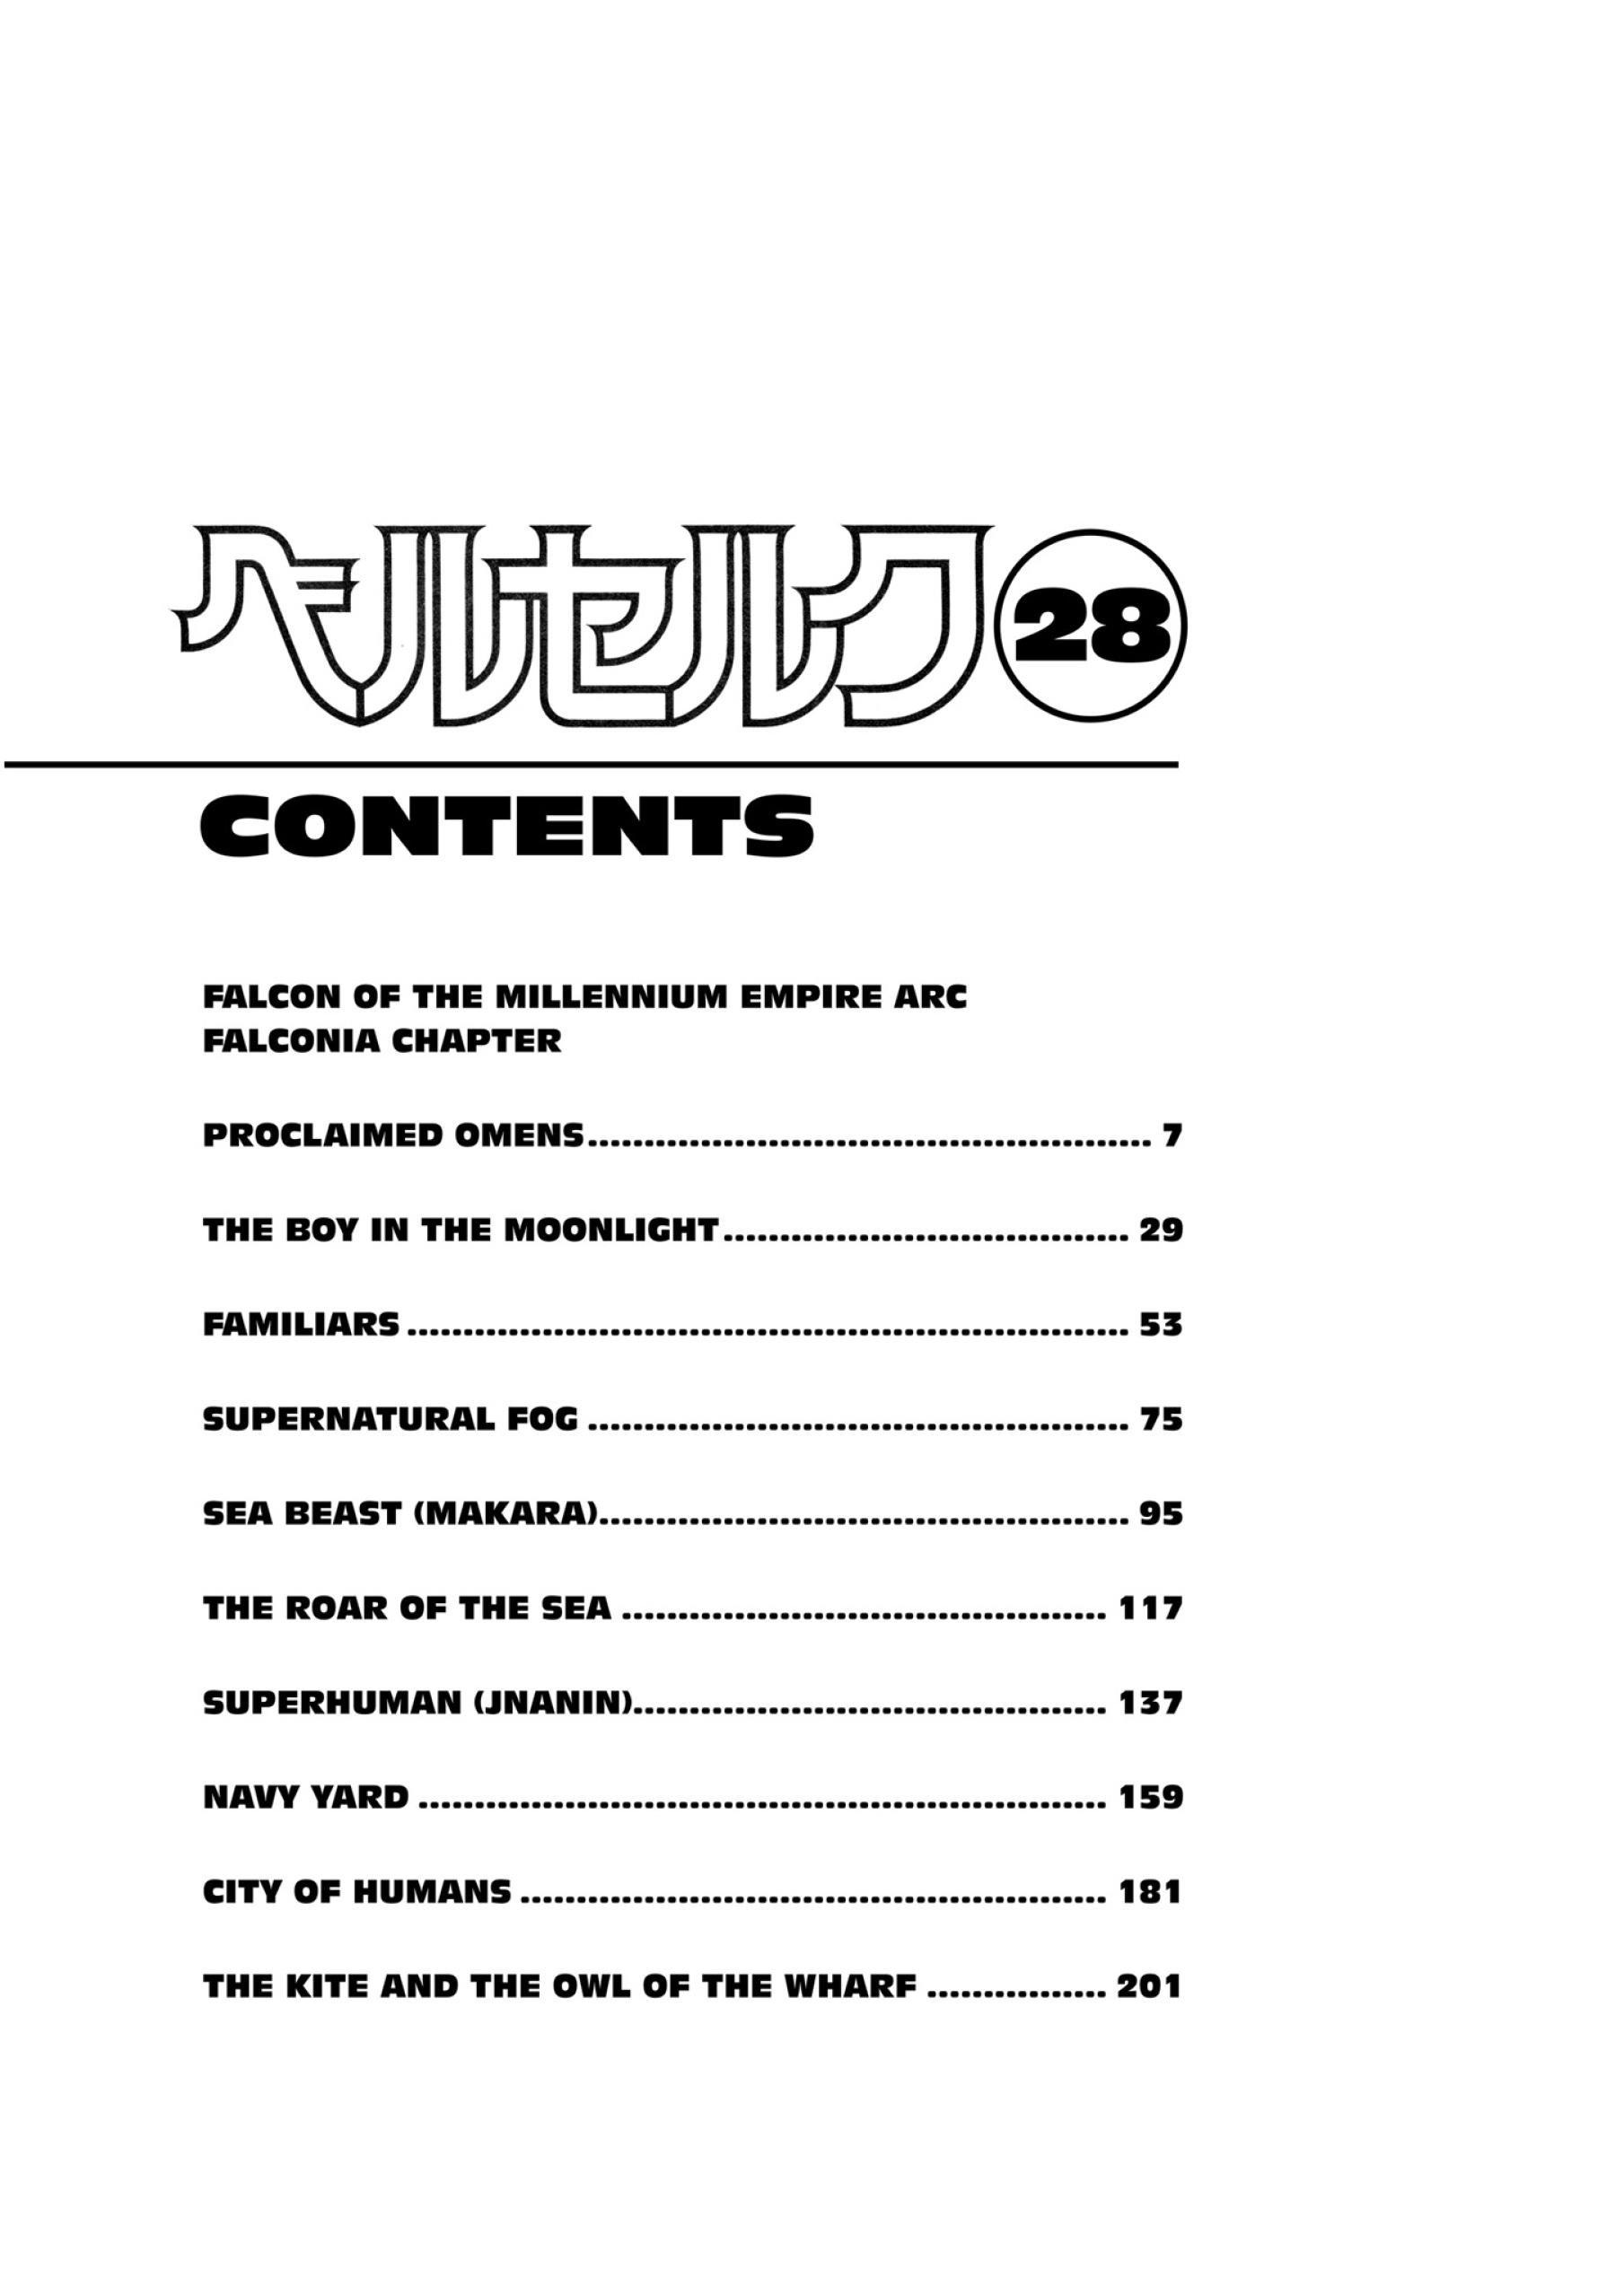 ベルセルク 28
CONTENTS
FALCON OF THE MILLENNIUM EMPIRE ARC
FALCONIA CHAPTER
PROCLAIMED OMENS.................................................. 7
THE BOY IN THE MOONLIGHT.................................... 29
FAMILIARS ................................................................ 53
SUPERNATURAL FOG ................................................ 75
SEA BEAST (MAKARA)............................................... 95
THE ROAR OF THE SEA ........................................... 117
SUPERHUMAN (JNANIN).......................................... 137
NAVY YARD ............................................................. 159
CITY OF HUMANS .................................................... 181
THE KITE AND THE OWL OF THE WHARF ................ 201